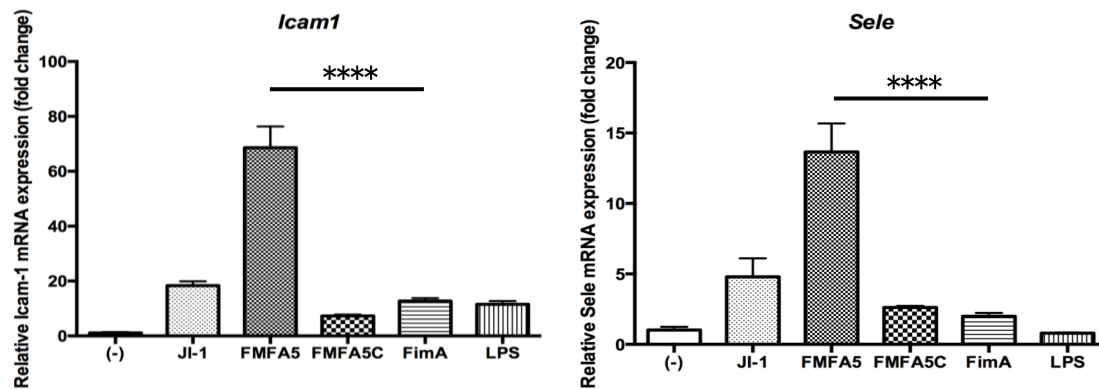 Icam1
Relative Icam-1 mRNA expression (fold change)
100
80
60
40
20
0
****
(-) JI-1 FMFA5 FMFA5C FimA LPS
Sele
Relative Sele mRNA expression (fold change)
20
15
10
5
0
****
(-) JI-1 FMFA5 FMFA5C FimA LPS